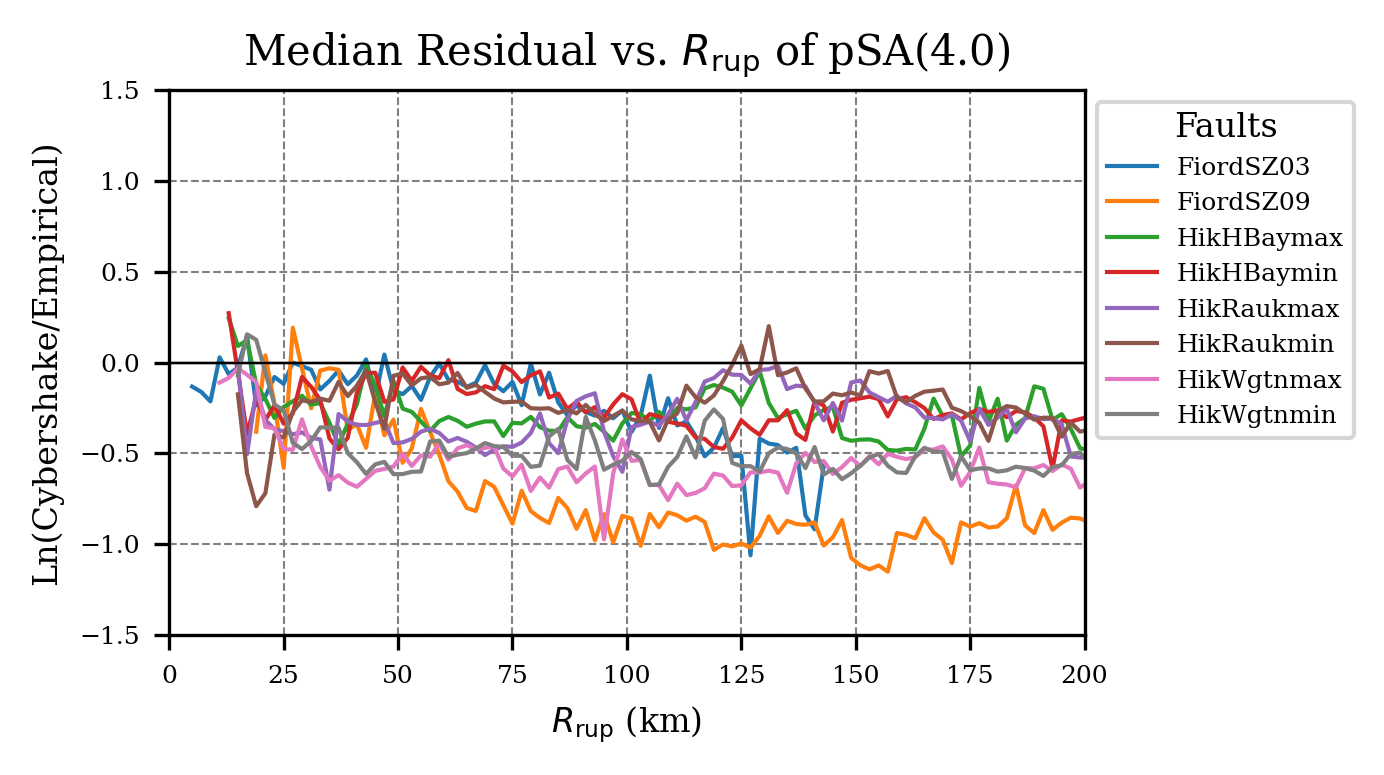 Median Residual vs. R_rup of pSA(4.0)
Ln(Cybershake/Empirical)
1.5
1.0
0.5
0.0
−0.5
−1.0
−1.5
0 25 50 75 100 125 150 175 200
R_rup (km)
Faults
FiordSZ03
FiordSZ09
HikHBaymax
HikHBaymin
HikRaukmax
HikRaukmin
HikWgtnmax
HikWgtnmin